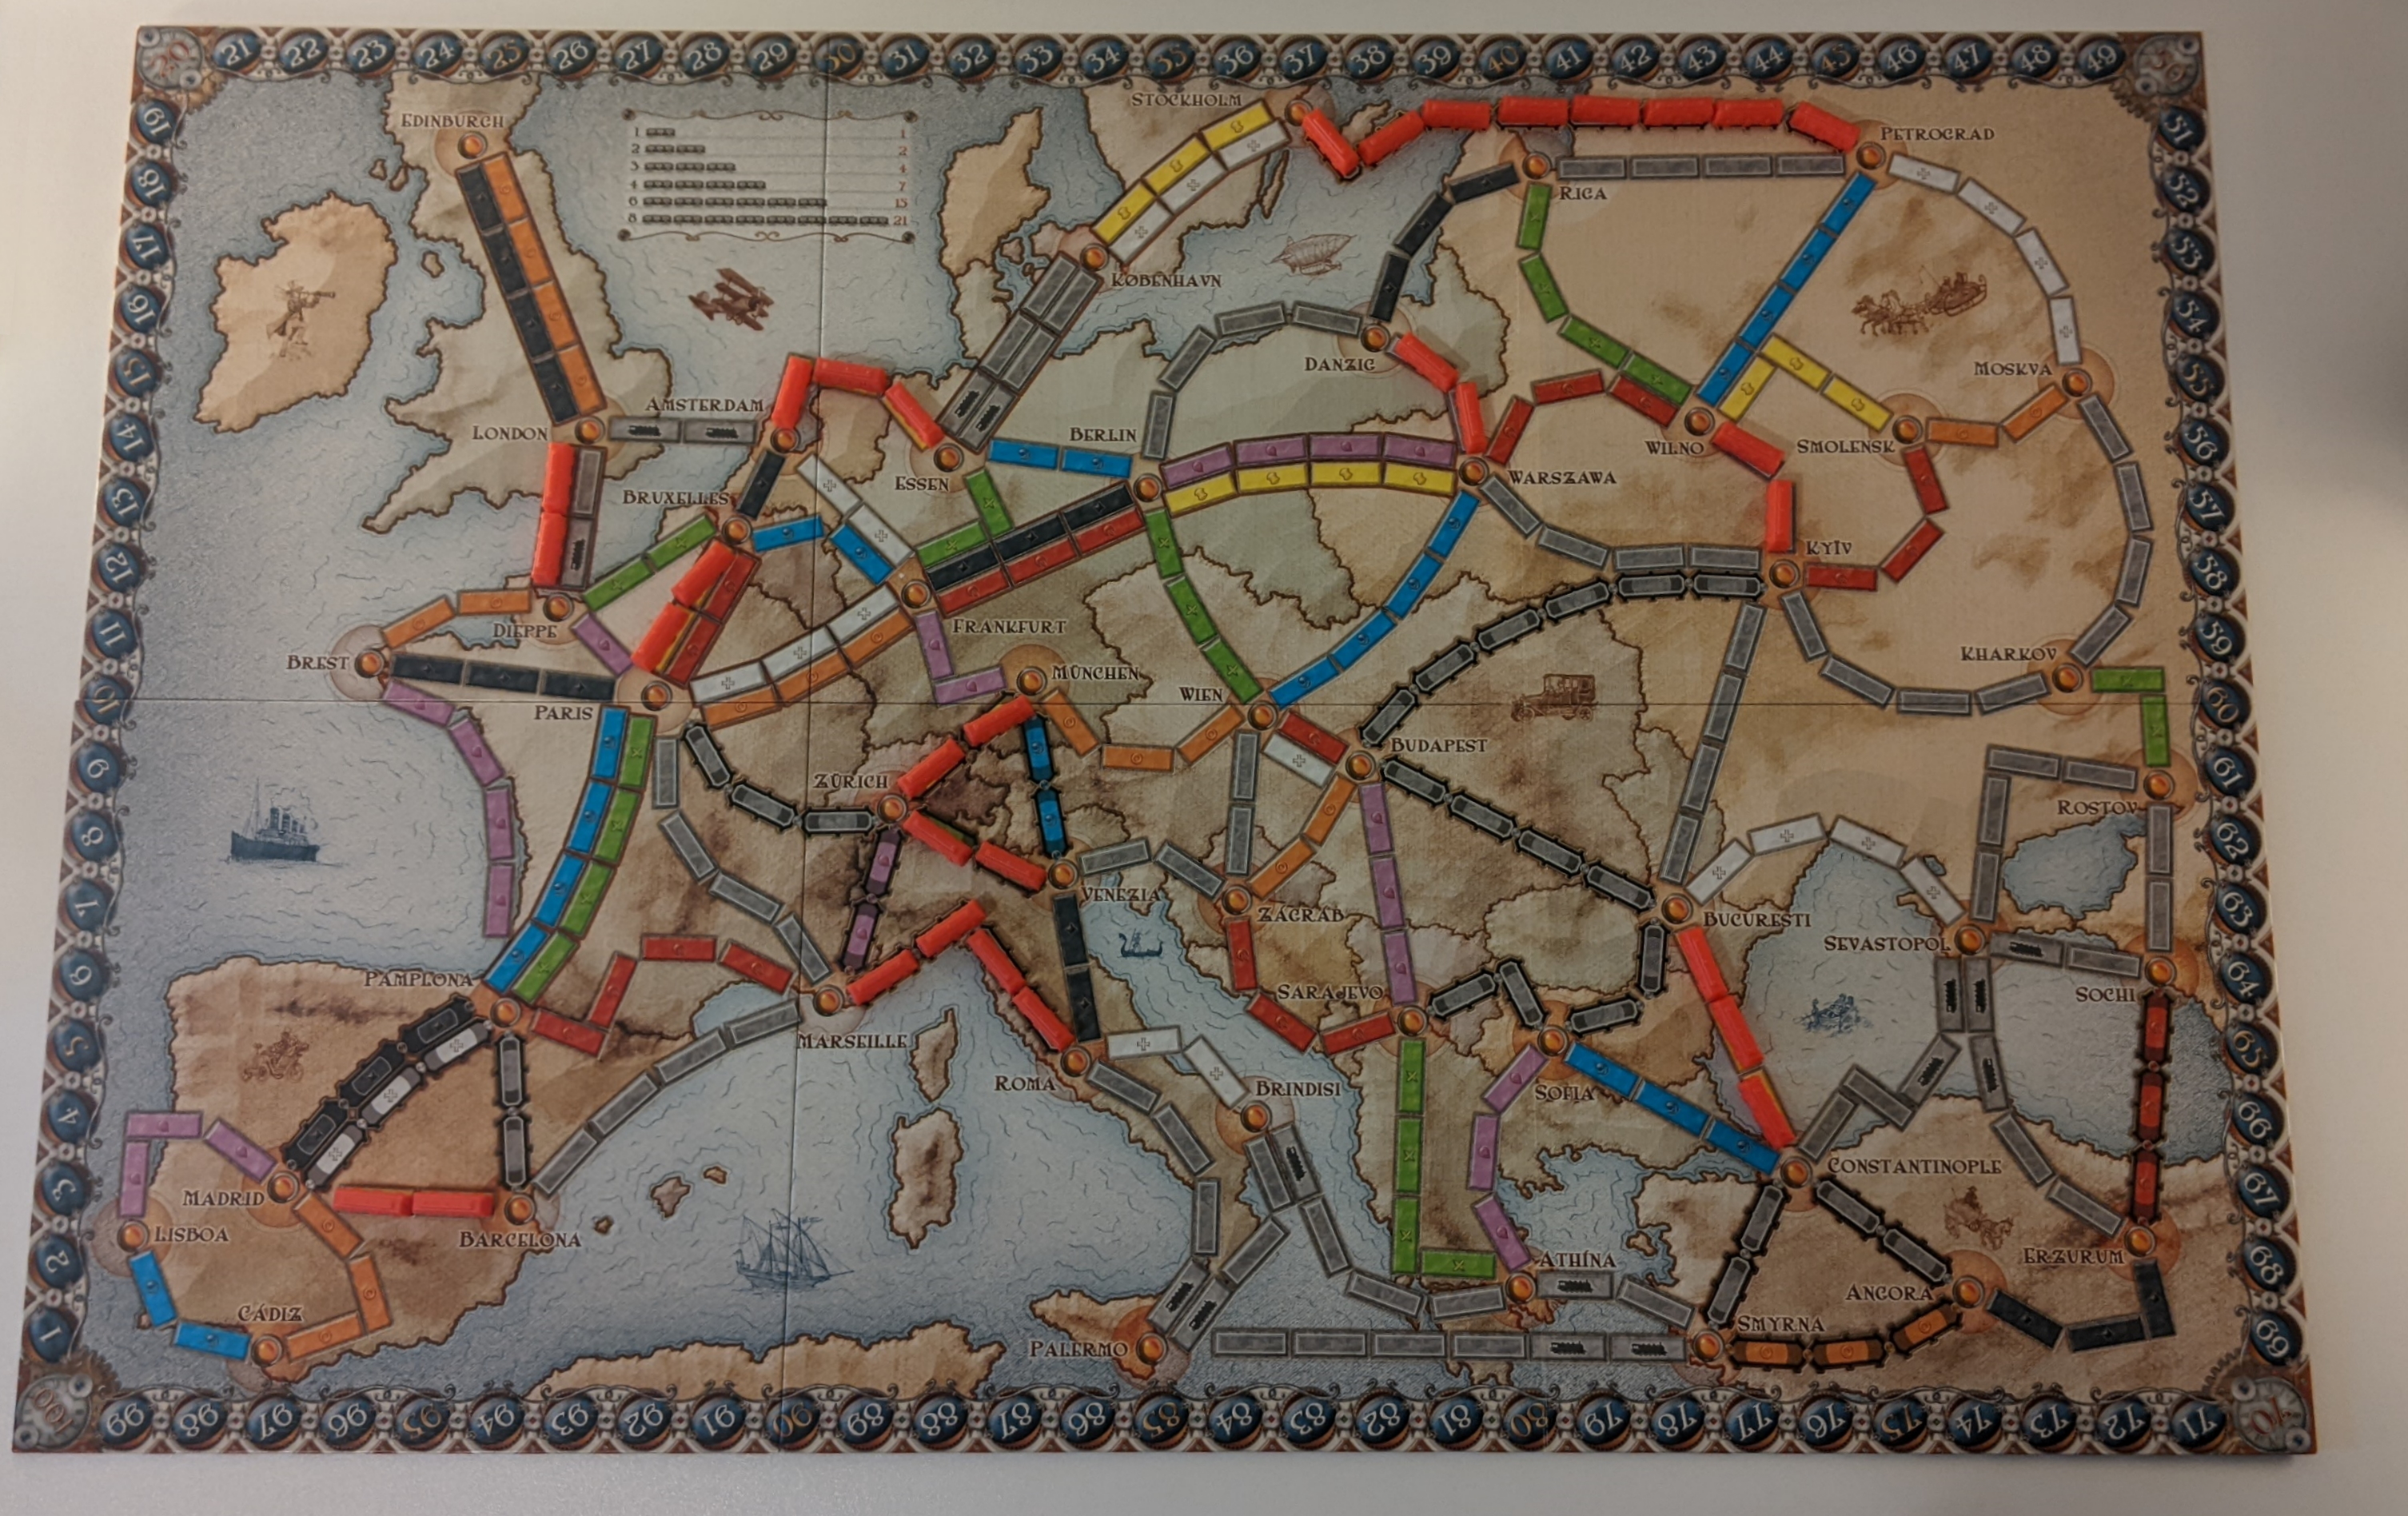 20 21 22 23 24 25 26 27 28 29 30 31 32 33 34 35 36 37 38 39 40 41 42 43 44 45 46 47 48 49 50
19
18
17
16
15
14
13
12
11
10
9
8
7
6
5
4
3
2
1
51
52
53
54
55
56
57
58
59
60
61
62
63
64
65
66
67
68
69
1 1
2 2
3 4
4 7
6 15
8 21
EDINBURGH
STOCKHOLM
PETROGRAD
RIGA
KØBENHAVN
DANZIG
MOSKVA
AMSTERDAM
LONDON
BERLIN
WILNO
SMOLENSK
ESSEN
WARSZAWA
BRUXELLES
KYÏV
DIEPPE
FRANKFURT
BREST
KHARKOV
MÜNCHEN
WIEN
PARIS
BUDAPEST
ZÜRICH
ROSTOV
VENEZIA
ZAGRÁB
BUCURESTI
SEVASTOPOL
PAMPLONA
SARAJEVO
SOCHI
MARSEILLE
ROMA
BRINDISI
SOFIA
MADRID
CONSTANTINOPLE
LISBOA
BARCELONA
ATHÍNA
ERZURUM
ANGORA
CÁDIZ
SMYRNA
PALERMO
100 99 98 97 96 95 94 93 92 91 90 89 88 87 86 85 84 83 82 81 80 79 78 77 76 75 74 73 72 71 70